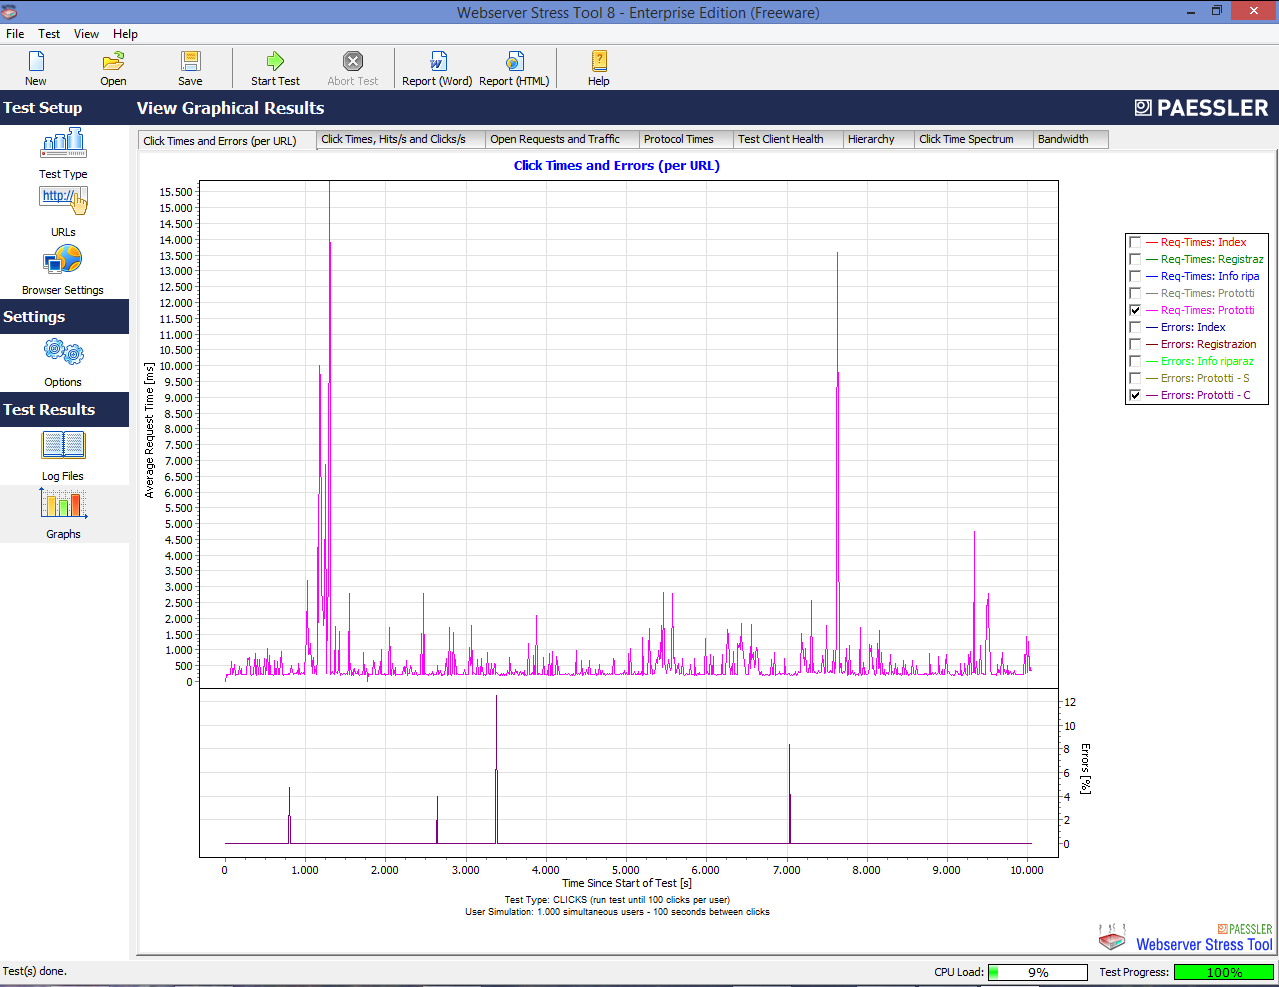 Webserver Stress Tool 8 - Enterprise Edition (Freeware)
File Test View Help
New Open Save Start Test Abort Test Report (Word) Report (HTML) Help
Test Setup
Test Type
http://
URLs
Browser Settings
Settings
Options
Test Results
Log Files
Graphs
View Graphical Results
PAESSLER
Click Times and Errors (per URL) Click Times, Hits/s and Clicks/s Open Requests and Traffic Protocol Times Test Client Health Hierarchy Click Time Spectrum Bandwidth
Click Times and Errors (per URL)
Average Request Time [ms]
15.500
15.000
14.500
14.000
13.500
13.000
12.500
12.000
11.500
11.000
10.500
10.000
9.500
9.000
8.500
8.000
7.500
7.000
6.500
6.000
5.500
5.000
4.500
4.000
3.500
3.000
2.500
2.000
1.500
1.000
500
0
12
10
8
6
4
2
0
Errors [%]
0 1.000 2.000 3.000 4.000 5.000 6.000 7.000 8.000 9.000 10.000
Time Since Start of Test [s]
Test Type: CLICKS (run test until 100 clicks per user)
User Simulation: 1.000 simultaneous users - 100 seconds between clicks
Req-Times: Index
Req-Times: Registraz
Req-Times: Info ripa
Req-Times: Prototti
Req-Times: Prototti
Errors: Index
Errors: Registrazion
Errors: Info riparaz
Errors: Prototti - S
Errors: Prototti - C
PAESSLER
Webserver Stress Tool
Test(s) done.
CPU Load: 9% Test Progress: 100%